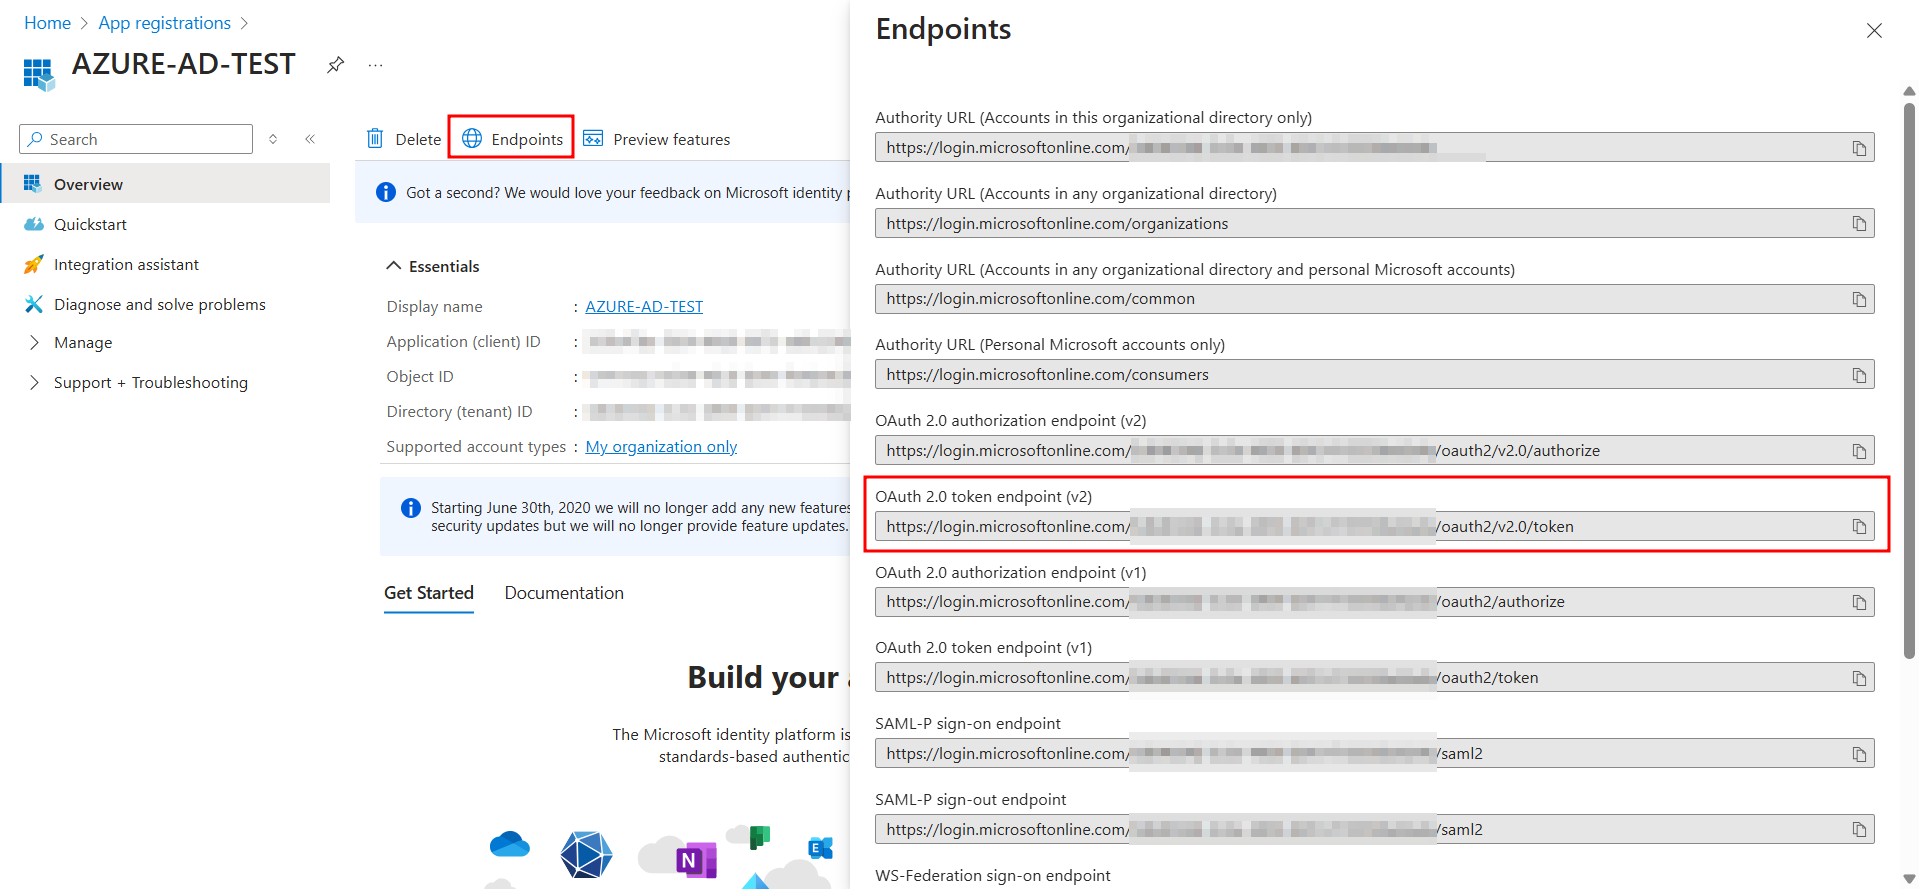 Home
App registrations
AZURE-AD-TEST
...
Search
Overview
Quickstart
Integration assistant
Diagnose and solve problems
Manage
Support + Troubleshooting
Delete
Endpoints
Preview features
Got a second? We would love your feedback on Microsoft identity
Essentials
Display name : AZURE-AD-TEST
Application (client) ID :
Object ID :
Directory (tenant) ID :
Supported account types : My organization only
Starting June 30th, 2020 we will no longer add any new features
security updates but we will no longer provide feature updates.
Get Started
Documentation
Build your
The Microsoft identity platform is
standards-based
N
E
Endpoints
Authority URL (Accounts in this organizational directory only)
https://login.microsoftonline.com/
Authority URL (Accounts in any organizational directory)
https://login.microsoftonline.com/organizations
Authority URL (Accounts in any organizational directory and personal Microsoft accounts)
https://login.microsoftonline.com/common
Authority URL (Personal Microsoft accounts only)
https://login.microsoftonline.com/consumers
OAuth 2.0 authorization endpoint (v2)
https://login.microsoftonline.com/ /oauth2/v2.0/authorize
OAuth 2.0 token endpoint (v2)
https://login.microsoftonline.com/ /oauth2/v2.0/token
OAuth 2.0 authorization endpoint (v1)
https://login.microsoftonline.com/ /oauth2/authorize
OAuth 2.0 token endpoint (v1)
https://login.microsoftonline.com/ /oauth2/token
SAML-P sign-on endpoint
https://login.microsoftonline.com/ /saml2
SAML-P sign-out endpoint
https://login.microsoftonline.com/ /saml2
WS-Federation sign-on endpoint